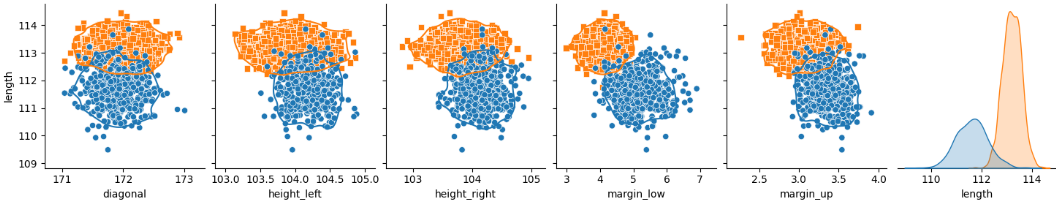 length
114
113
112
111
110
109
171 172 173
diagonal
103.0 103.5 104.0 104.5 105.0
height_left
103 104 105
height_right
3 4 5 6 7
margin_low
2.5 3.0 3.5 4.0
margin_up
110 112 114
length